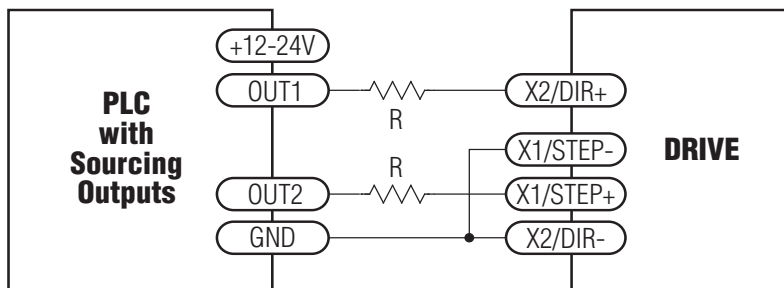 +12-24V
OUT1
R
X2/DIR+
PLC
with
Sourcing
Outputs
X1/STEP-
DRIVE
R
OUT2
X1/STEP+
GND
X2/DIR-